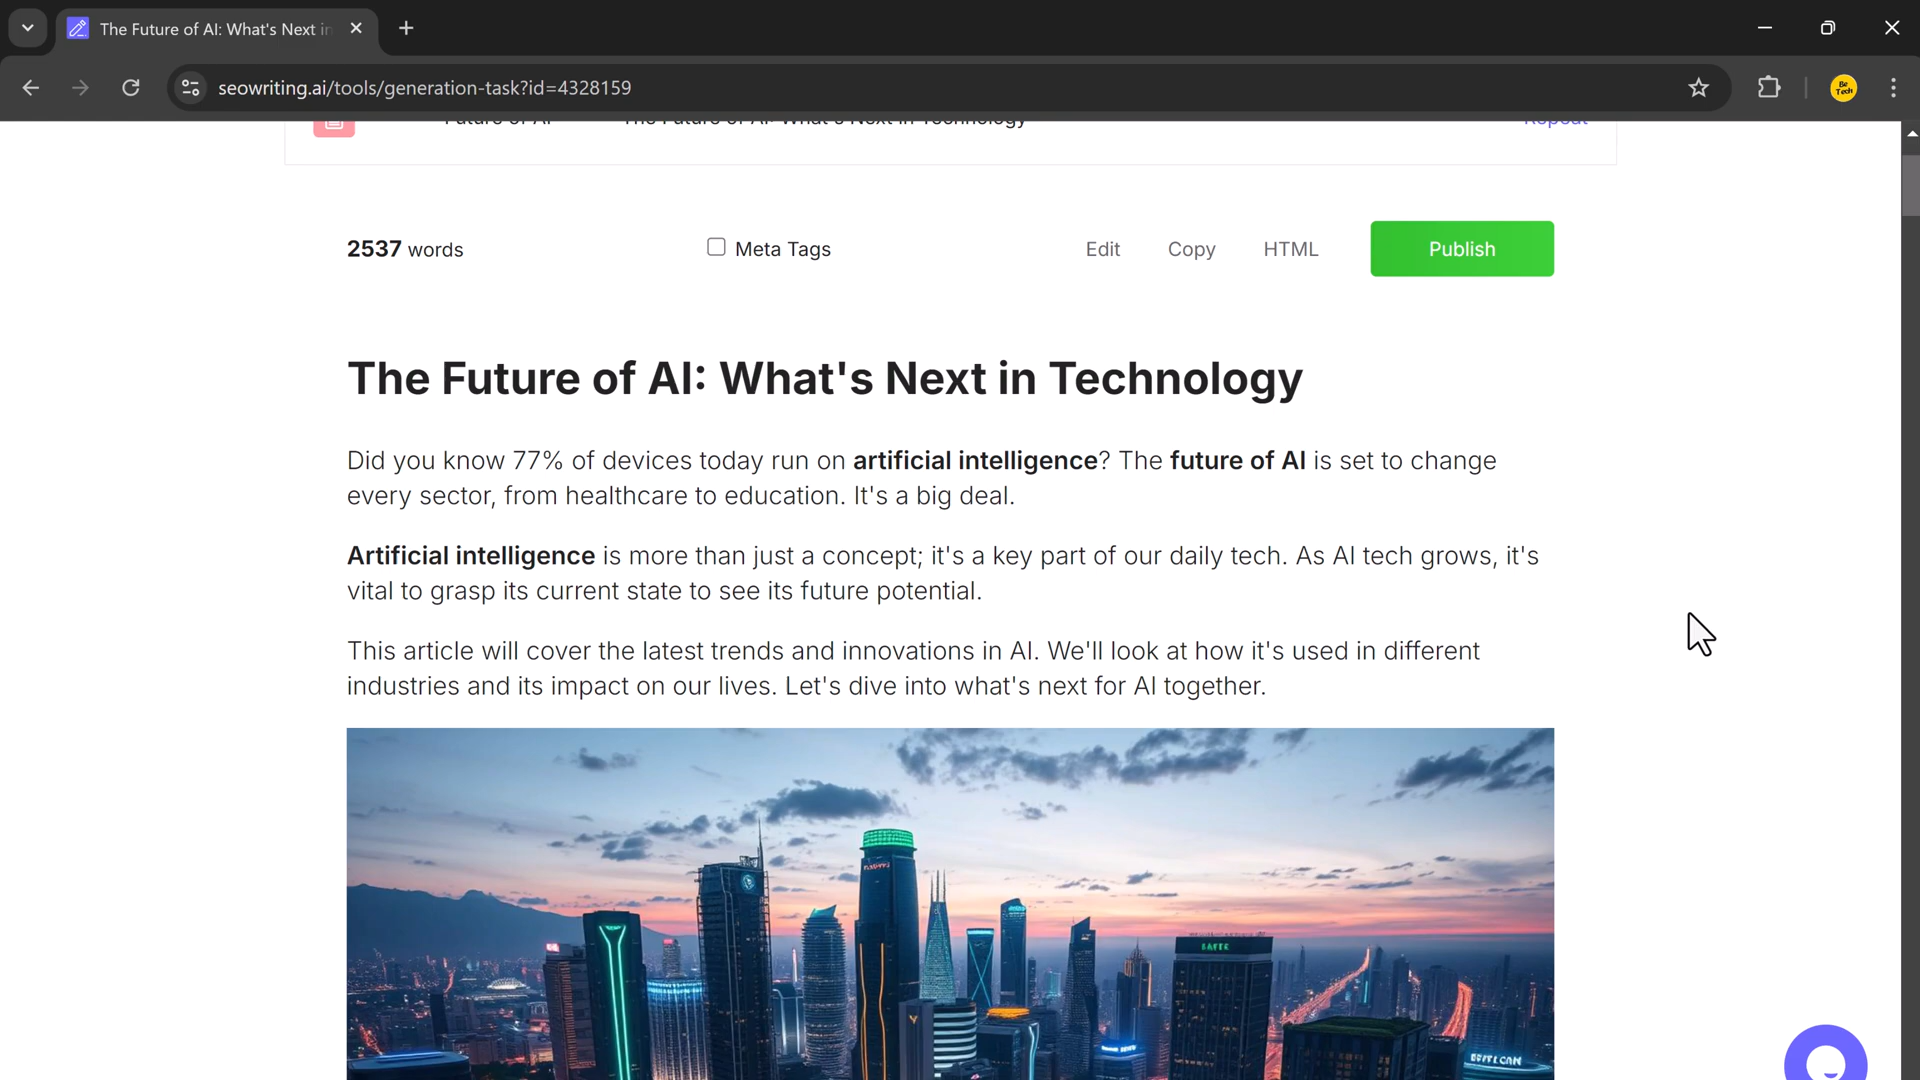 The Future of AI: What's Next in
seowriting.ai/tools/generation-task?id=4328159
Be Tech
Future of AI The Future of AI: What's Next in Technology Repeat
2537 words Meta Tags Edit Copy HTML Publish
The Future of AI: What's Next in Technology
Did you know 77% of devices today run on artificial intelligence? The future of AI is set to change
every sector, from healthcare to education. It's a big deal.
Artificial intelligence is more than just a concept; it's a key part of our daily tech. As AI tech grows, it's
vital to grasp its current state to see its future potential.
This article will cover the latest trends and innovations in AI. We'll look at how it's used in different
industries and its impact on our lives. Let's dive into what's next for AI together.